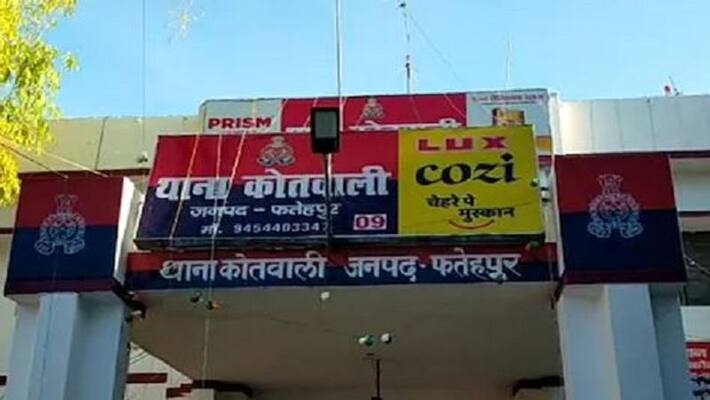 PRISM
LUX
cozi
चेहरे पे
मुस्कान
थाना कोतवाली
जनपद - फतेहपुर
09
मो. 9454403347
थाना कोतवाली जनपद - फतेहपुर